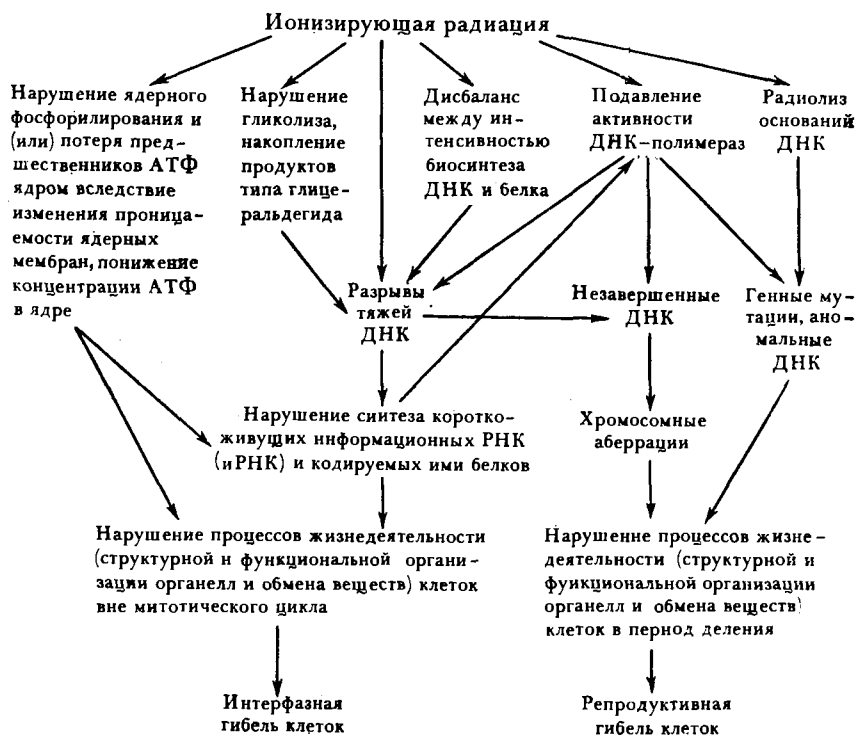 Ионизирующая радиация
Нарушение ядерного
фосфорилирования и
(или) потеря пред-
шественников АТФ
ядром вследствие
изменения проница-
емости ядерных
мембран, понижение
концентрации АТФ
в ядре
Нарушение
гликолиза,
накопление
продуктов
типа глице-
ральдегида
Дисбаланс
между ин-
тенсивностью
биосинтеза
ДНК и белка
Подавление
активности
ДНК-полимераз
Радиолиз
оснований
ДНК
Разрывы
тяжей
ДНК
Незавершенные
ДНК
Генные му-
тации, ано-
мальные
ДНК
Нарушение синтеза коротко-
живущих информационных РНК
(иРНК) и кодируемых ими белков
Хромосомные
аберрации
Нарушение процессов жизнедеятельности
(структурной и функциональной органи-
зации органелл и обмена веществ) клеток
вне митотического цикла
Нарушение процессов жизне-
деятельности (структурной и
функциональной организации
органелл и обмена веществ)
клеток в период деления
Интерфазная
гибель клеток
Репродуктивная
гибель клеток